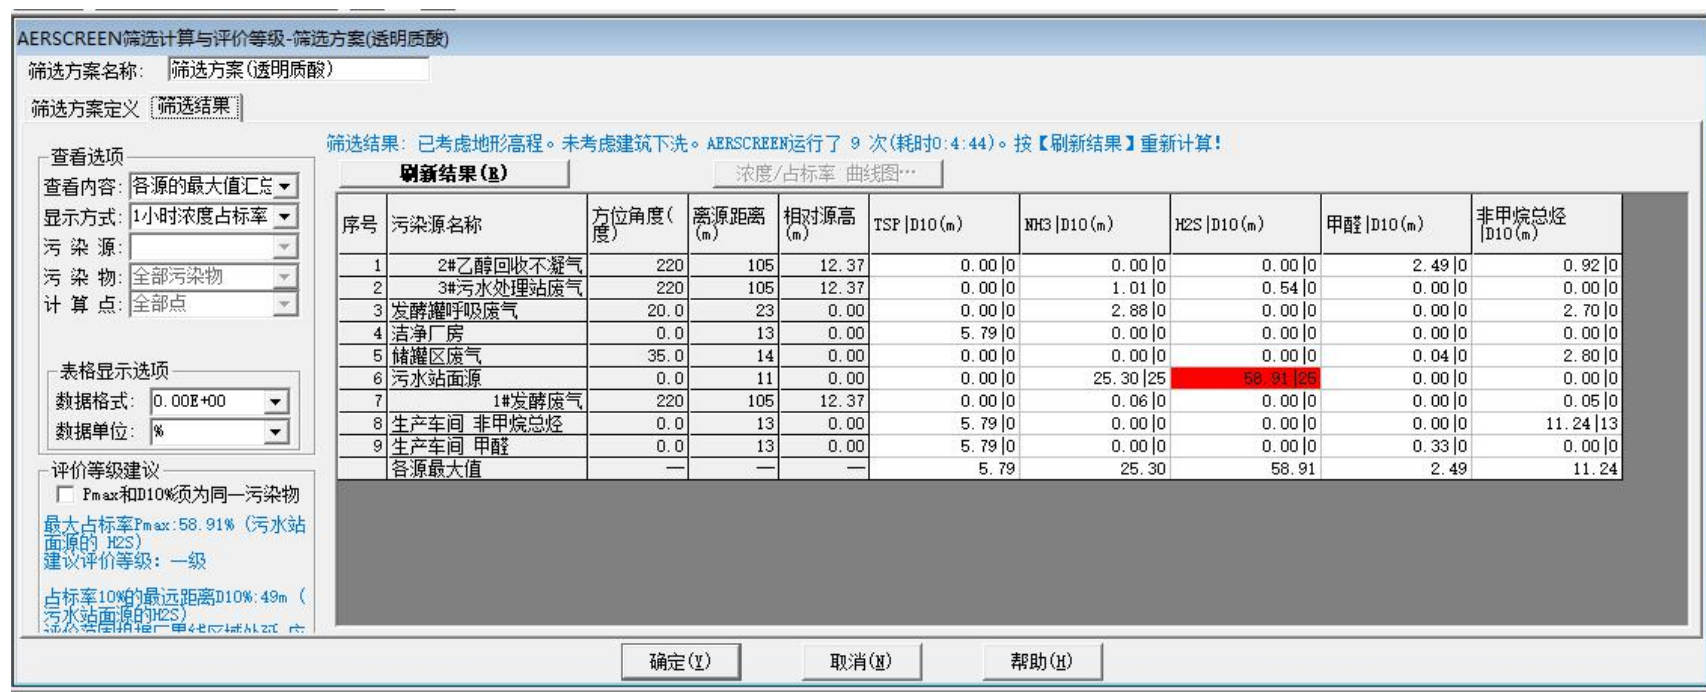 AERSCREEN筛选计算与评价等级-筛选方案(透明质酸)
筛选方案名称: 筛选方案(透明质酸)
筛选方案定义 筛选结果
筛选结果: 已考虑地形高程。未考虑建筑下洗。AERSCREEN运行了 9 次(耗时0:4:44)。按【刷新结果】重新计算!
刷新结果(R) 浓度/占标率 曲线图…
查看选项
查看内容: 各源的最大值汇总
显示方式: 1小时浓度占标率
污 染 源:
污 染 物: 全部污染物
计 算 点: 全部点
表格显示选项
数据格式: 0.00E+00
数据单位: %
评价等级建议
Pmax和D10%须为同一污染物
最大占标率Pmax:58.91% (污水站
面源的 H2S)
建议评价等级: 一级
占标率10%的最远距离D10%:49m (
污水站面源的H2S)
序号 污染源名称 方位角度(度) 离源距离(m) 相对源高(m) TSP|D10(m) NH3|D10(m) H2S|D10(m) 甲醛|D10(m) 非甲烷总烃|D10(m)
1 2#乙醇回收不凝气 220 105 12.37 0.00|0 0.00|0 0.00|0 2.49|0 0.92|0
2 3#污水处理站废气 220 105 12.37 0.00|0 1.01|0 0.54|0 0.00|0 0.00|0
3 发酵罐呼吸废气 20.0 23 0.00 0.00|0 2.88|0 0.00|0 0.00|0 2.70|0
4 洁净厂房 0.0 13 0.00 5.79|0 0.00|0 0.00|0 0.00|0 0.00|0
5 储罐区废气 35.0 14 0.00 0.00|0 0.00|0 0.00|0 0.04|0 2.80|0
6 污水站面源 0.0 11 0.00 0.00|0 25.30|25 58.91|25 0.00|0 0.00|0
7 1#发酵废气 220 105 12.37 0.00|0 0.06|0 0.00|0 0.00|0 0.05|0
8 生产车间 非甲烷总烃 0.0 13 0.00 5.79|0 0.00|0 0.00|0 0.00|0 11.24|13
9 生产车间 甲醛 0.0 13 0.00 5.79|0 0.00|0 0.00|0 0.33|0 0.00|0
各源最大值 — — — 5.79 25.30 58.91 2.49 11.24
确定(Y) 取消(N) 帮助(H)